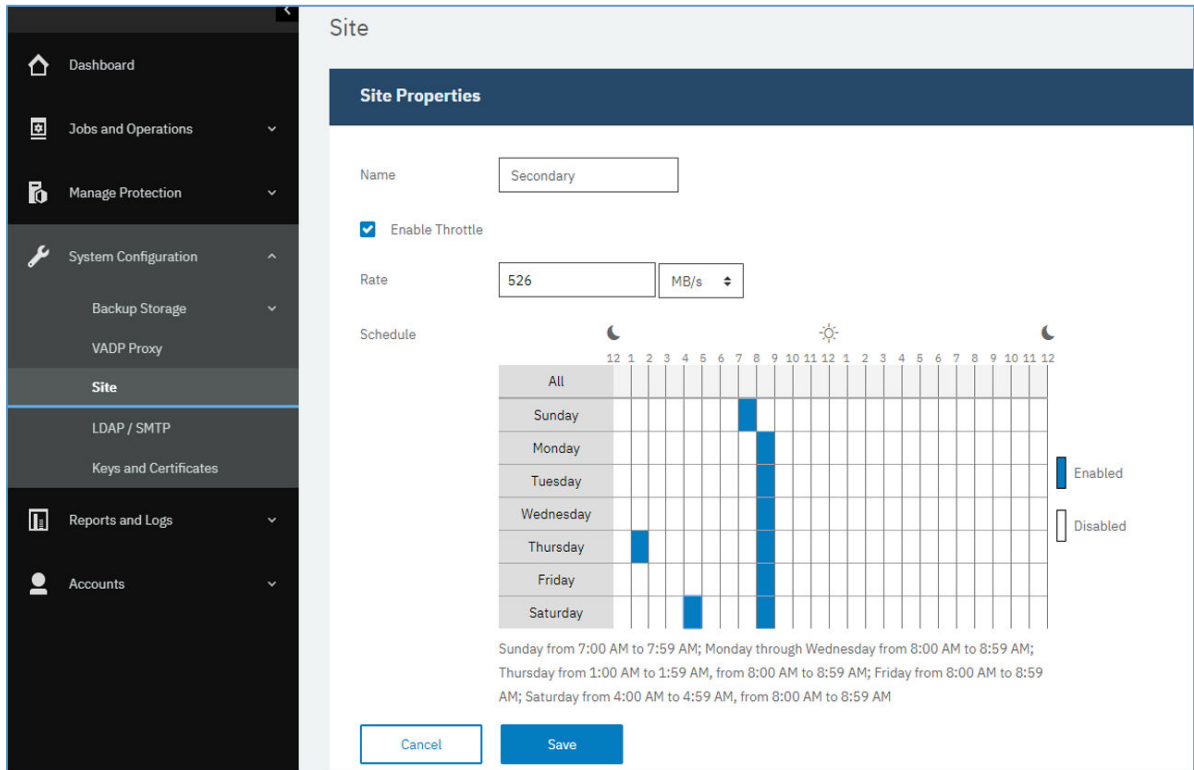 Site
Dashboard
Jobs and Operations
Manage Protection
System Configuration
Backup Storage
VADP Proxy
Site
LDAP / SMTP
Keys and Certificates
Reports and Logs
Accounts
Site Properties
Name Secondary
Enable Throttle
Rate 526 MB/s
Schedule
12 1 2 3 4 5 6 7 8 9 10 11 12 1 2 3 4 5 6 7 8 9 10 11 12
All
Sunday
Monday
Tuesday
Wednesday
Thursday
Friday
Saturday
Enabled
Disabled
Sunday from 7:00 AM to 7:59 AM; Monday through Wednesday from 8:00 AM to 8:59 AM;
Thursday from 1:00 AM to 1:59 AM, from 8:00 AM to 8:59 AM; Friday from 8:00 AM to 8:59
AM; Saturday from 4:00 AM to 4:59 AM, from 8:00 AM to 8:59 AM
Cancel Save